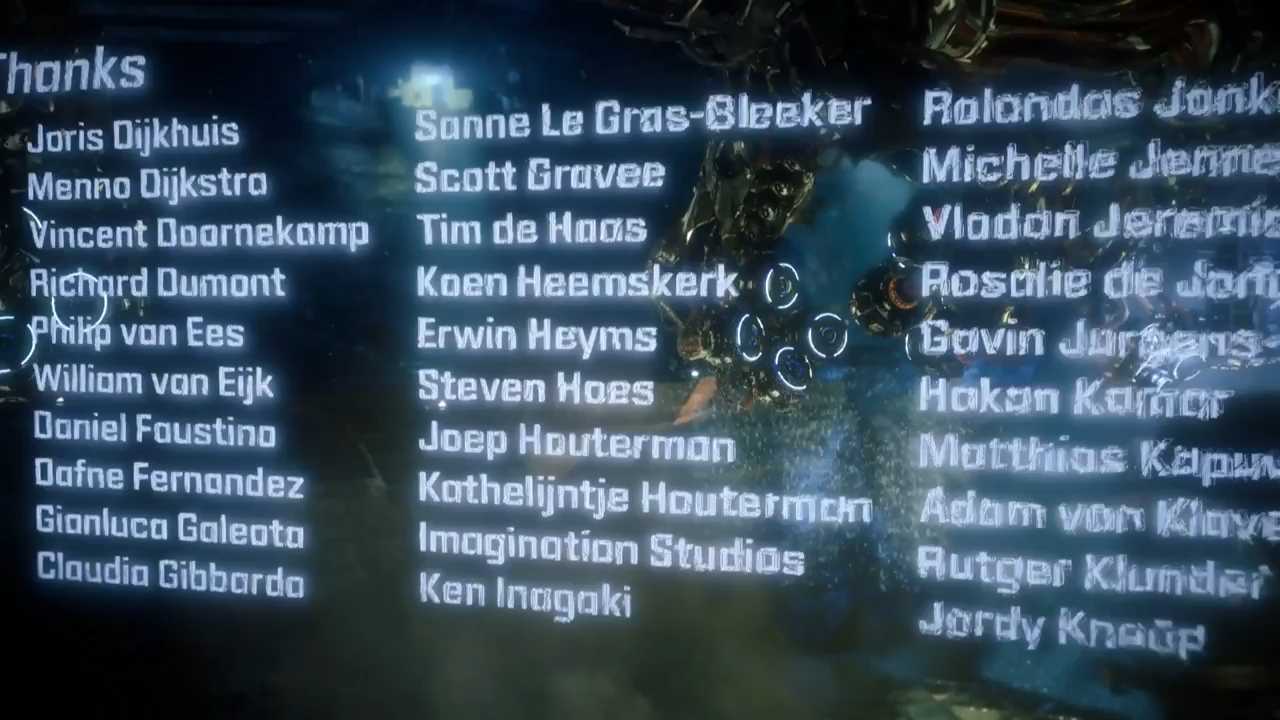 Thanks
Joris Dijkhuis
Menno Dijkstra
Vincent Doornekamp
Richard Dumont
Philip van Ees
William van Eijk
Daniel Faustino
Dafne Fernandez
Gianluca Galeota
Claudia Gibbardo
Sanne Le Gras-Bleeker
Scott Gravee
Tim de Haas
Koen Heemskerk
Erwin Heyms
Steven Hoes
Joep Houterman
Kathelijntje Houterman
Imagination Studios
Ken Inagaki
Rolandas
Michelle
Vladan
Rosalie de
Gavin
Hakan Kamar
Matthias
Adam van
Rutger Klunder
Jordy Knoop